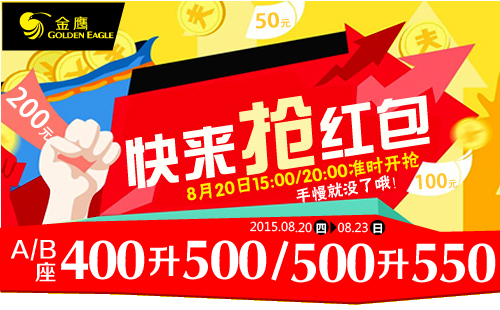 金鹰
GOLDEN EAGLE
50元
200元
快来抢红包
8月20日15:00/20:00准时开抢
手慢就没了哦!
100元
2015.08.20 四 08.23 日
A/B座 400升500/500升550